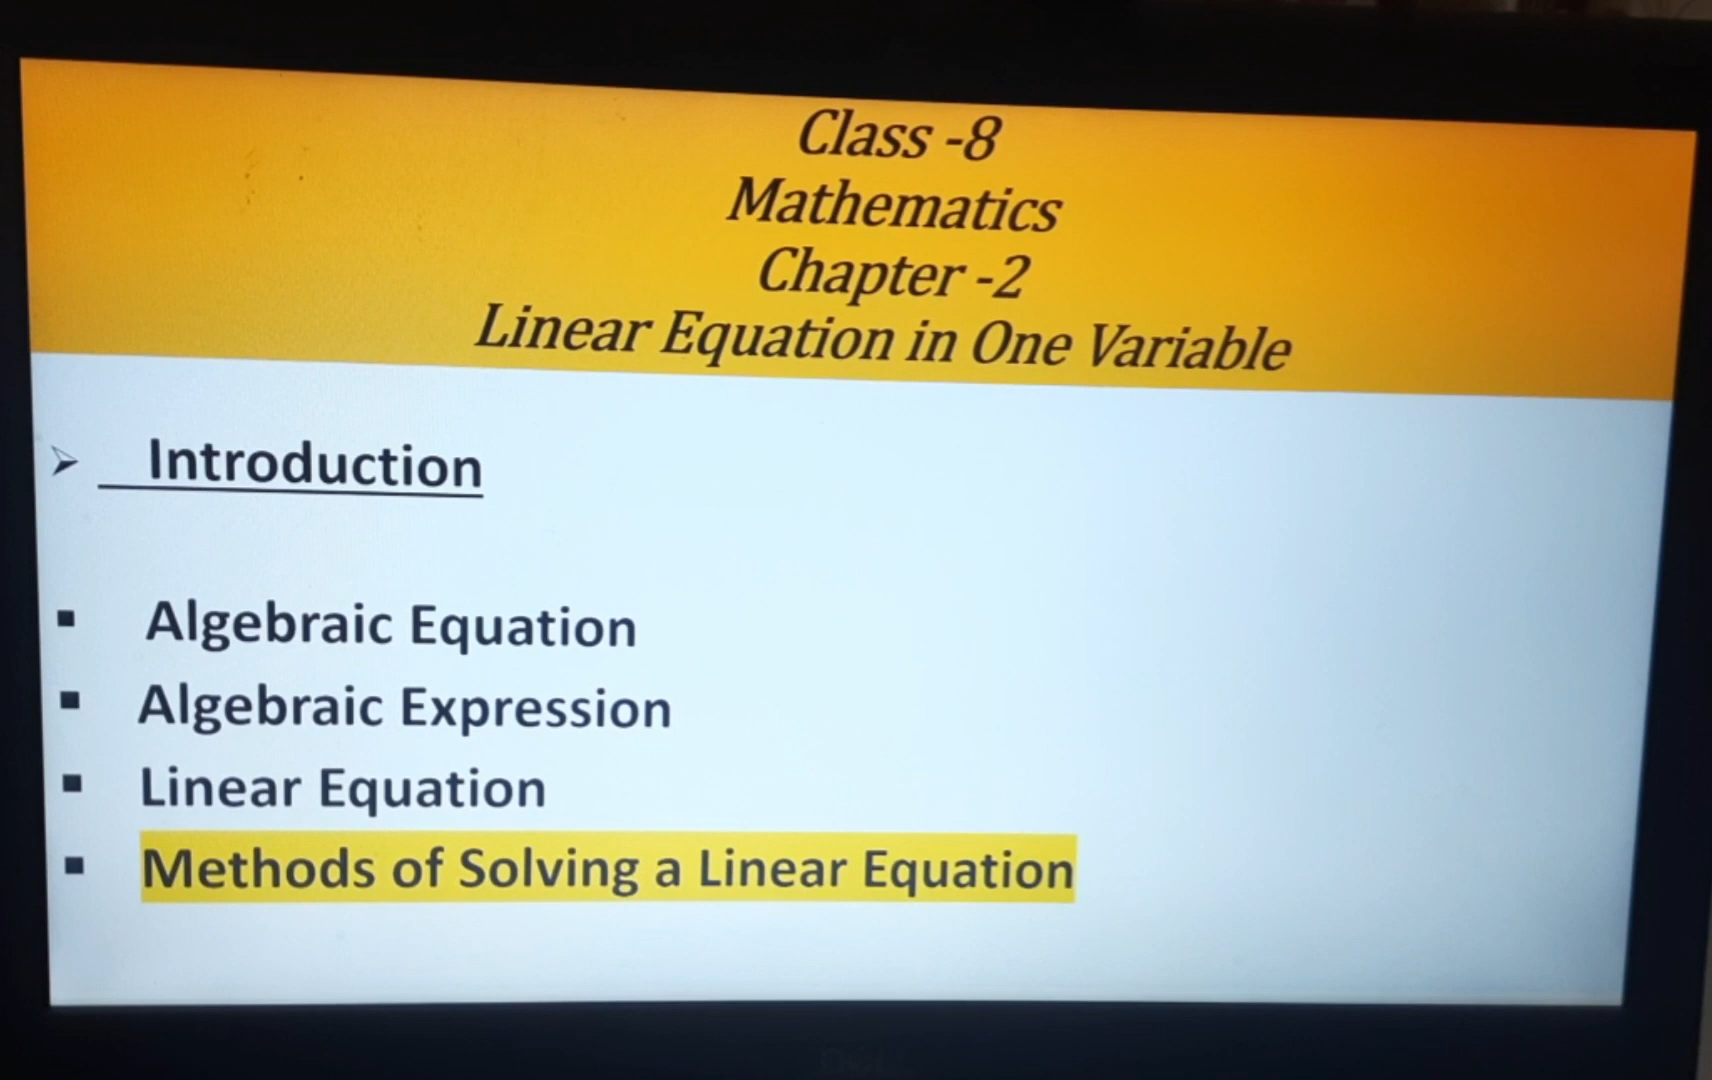 Class -8
Mathematics
Chapter -2
Linear Equation in One Variable
Introduction
Algebraic Equation
Algebraic Expression
Linear Equation
Methods of Solving a Linear Equation